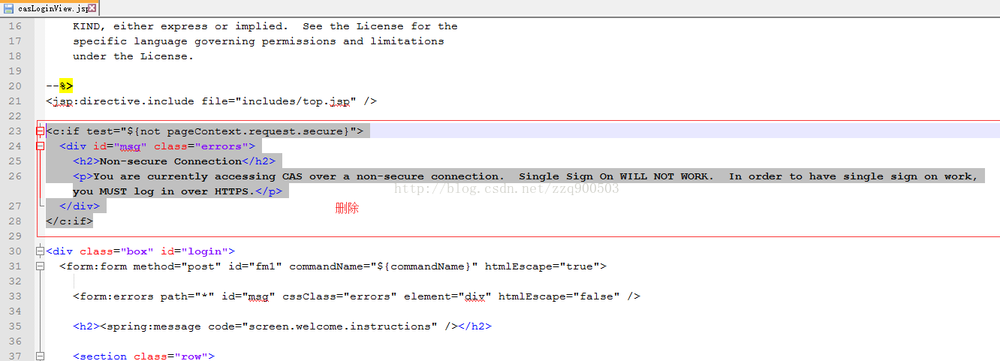 casLoginView.jsp
16 KIND, either express or implied.  See the License for the
17 specific language governing permissions and limitations
18 under the License.
19
20 --%>
21 <jsp:directive.include file="includes/top.jsp" />
22
23 <c:if test="${not pageContext.request.secure}">
24 <div id="msg" class="errors">
25 <h2>Non-secure Connection</h2>
26 <p>You are currently accessing CAS over a non-secure connection.  Single Sign On WILL NOT WORK.  In order to have single sign on work,
you MUST log in over HTTPS.</p>
http://blog.csdn.net/zzq900503
27 </div>
删除
28 </c:if>
29
30 <div class="box" id="login">
31 <form:form method="post" id="fm1" commandName="${commandName}" htmlEscape="true">
32
33 <form:errors path="*" id="msg" cssClass="errors" element="div" htmlEscape="false" />
34
35 <h2><spring:message code="screen.welcome.instructions" /></h2>
36
37 <section class="row">